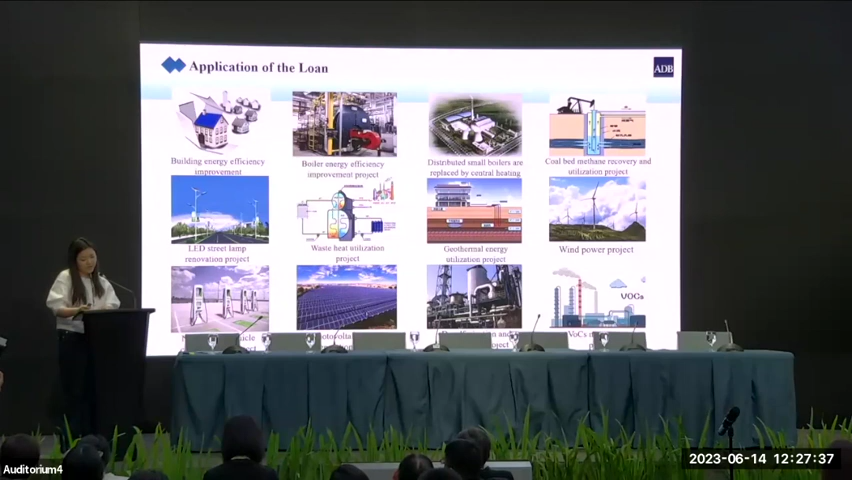 Application of the Loan
ADB
Building energy efficiency
improvement
Boiler energy efficiency
improvement project
Distributed small boilers are
replaced by central heating
Coal bed methane recovery and
utilization project
LED street lamp
renovation project
Waste heat utilization
project
Geothermal energy
utilization project
Wind power project
VOCs
VoCs
Auditorium4
2023-06-14 12:27:37